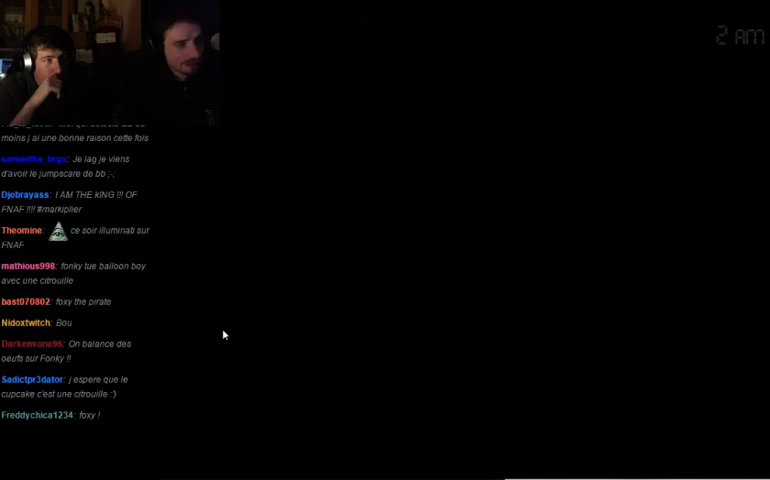 2 AM
moins j ai une bonne raison cette fois
Je lag je viens
d'avoir le jumpscare de bb ;-;
Djebrayass: I AM THE kING !!! OF
FNAF !!!! #markiplier
Theomine: ce soir illuminati sur
FNAF
mathious998: fonky tue balloon boy
avec une citrouille
bast070802: foxy the pirate
Nidoxtwitch: Bou
Darkenvone96: On balance des
oeufs sur Fonky !!
Sadictpr3dator: j espere que le
cupcake c'est une citrouille :')
Freddychica1234: foxy !